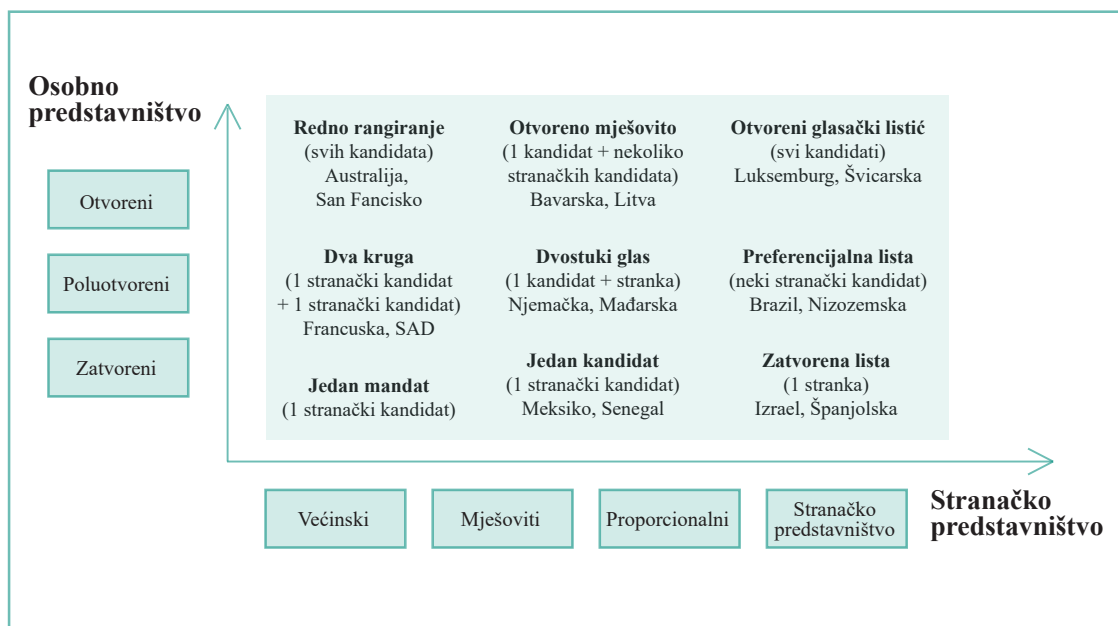 Osobno
predstavništvo
Otvoreni
Poluotvoreni
Zatvoreni
Redno rangiranje
(svih kandidata)
Australija,
San Fancisko
Otvoreno mješovito
(1 kandidat + nekoliko
stranačkih kandidata)
Bavarska, Litva
Otvoreni glasački listić
(svi kandidati)
Luksemburg, Švicarska
Dva kruga
(1 stranački kandidat
+ 1 stranački kandidat)
Francuska, SAD
Dvostuki glas
(1 kandidat + stranka)
Njemačka, Mađarska
Preferencijalna lista
(neki stranački kandidat)
Brazil, Nizozemska
Jedan mandat
(1 stranački kandidat)
Jedan kandidat
(1 stranački kandidat)
Meksiko, Senegal
Zatvorena lista
(1 stranka)
Izrael, Španjolska
Većinski
Mješoviti
Proporcionalni
Stranačko
predstavništvo
Stranačko
predstavništvo